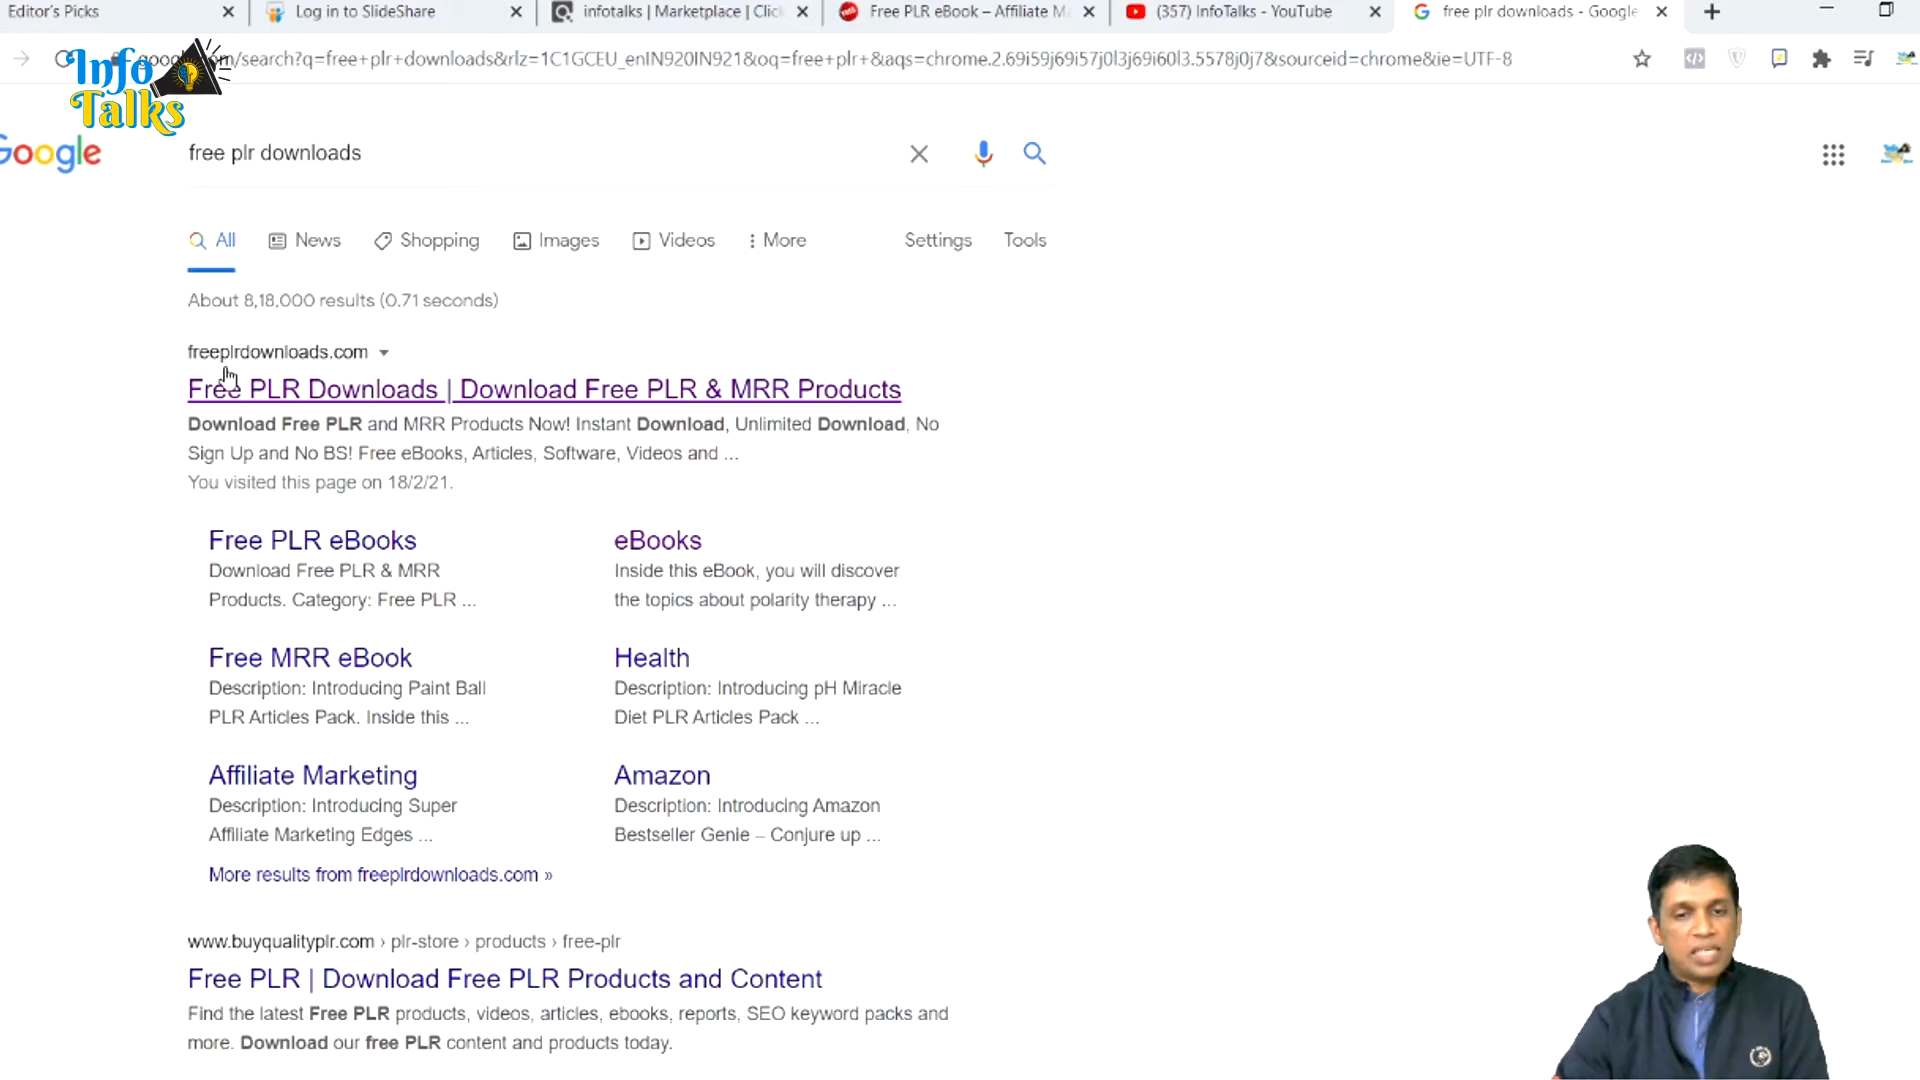 Editor's Picks
Log in to SlideShare
infotalks | Marketplace | Click
Free PLR eBook – Affiliate M
(357) InfoTalks - YouTube
free plr downloads - Google
/search?q=free+plr+downloads&rlz=1C1GCEU_enIN920IN921&oq=free+plr+&aqs=chrome.2.69i59j69i57j0l3j69i60l3.5578j0j7&sourceid=chrome&ie=UTF-8
Info
Talks
Google
free plr downloads
All
News
Shopping
Images
Videos
More
Settings
Tools
About 8,18,000 results (0.71 seconds)
freeplrdownloads.com
Free PLR Downloads | Download Free PLR & MRR Products
Download Free PLR and MRR Products Now! Instant Download, Unlimited Download, No
Sign Up and No BS! Free eBooks, Articles, Software, Videos and ...
You visited this page on 18/2/21.
Free PLR eBooks
Download Free PLR & MRR
Products. Category: Free PLR ...
eBooks
Inside this eBook, you will discover
the topics about polarity therapy ...
Free MRR eBook
Description: Introducing Paint Ball
PLR Articles Pack. Inside this ...
Health
Description: Introducing pH Miracle
Diet PLR Articles Pack ...
Affiliate Marketing
Description: Introducing Super
Affiliate Marketing Edges ...
Amazon
Description: Introducing Amazon
Bestseller Genie – Conjure up ...
More results from freeplrdownloads.com »
www.buyqualityplr.com › plr-store › products › free-plr
Free PLR | Download Free PLR Products and Content
Find the latest Free PLR products, videos, articles, ebooks, reports, SEO keyword packs and
more. Download our free PLR content and products today.